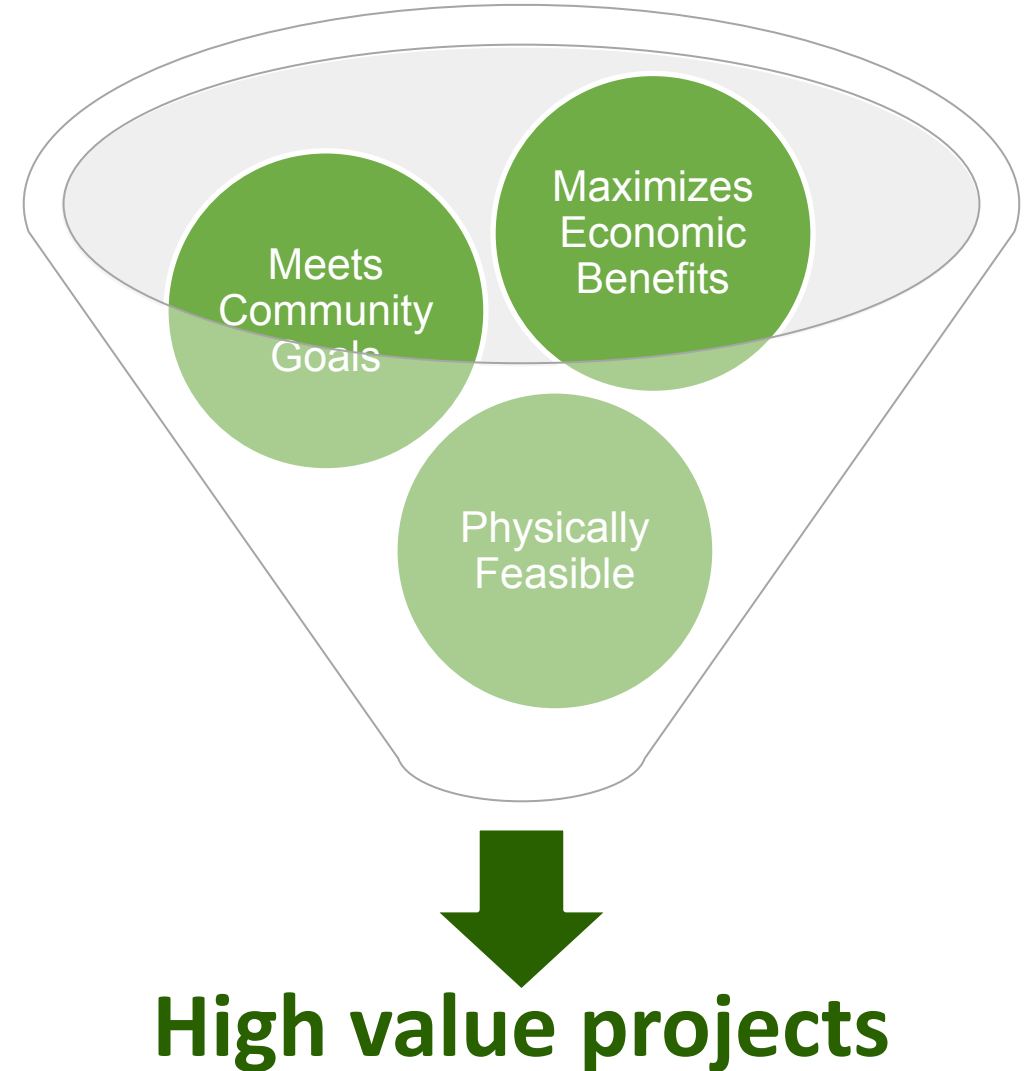 Maximizes
Economic
Benefits
Meets
Community
Goals
Physically
Feasible
High value projects